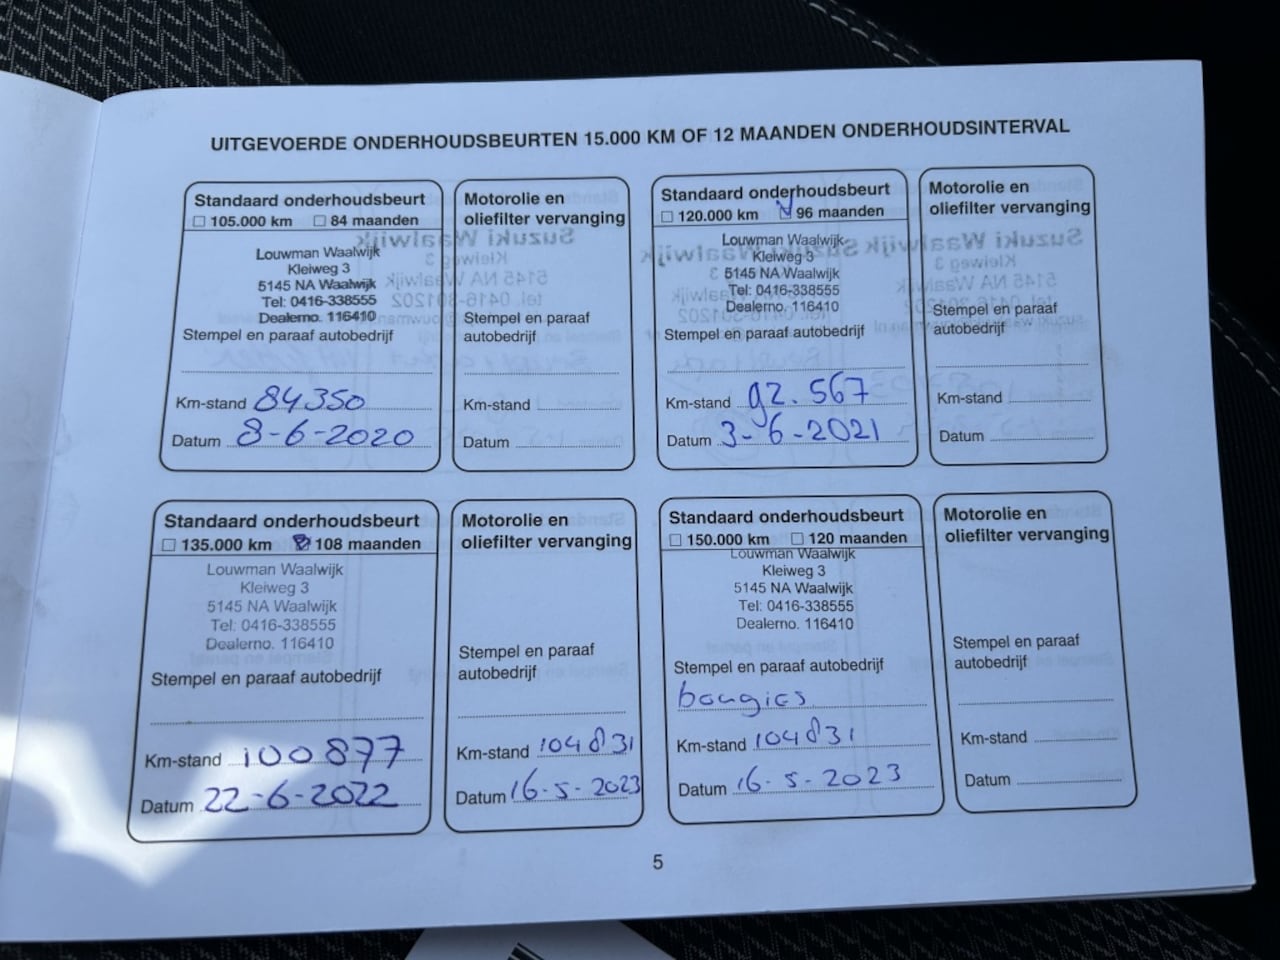 UITGEVOERDE ONDERHOUDSBEURTEN 15.000 KM OF 12 MAANDEN ONDERHOUDSINTERVAL
Standaard onderhoudsbeurt
105.000 km 84 maanden
Louwman Waalwijk
Kleiweg 3
5145 NA Waalwijk
Tel: 0416-338555
Dealerno. 116410
Stempel en paraaf autobedrijf
Km-stand 84350
Datum 8-6-2020
Motorolie en
oliefilter vervanging
Stempel en paraaf
autobedrijf
Km-stand
Datum
Standaard onderhoudsbeurt
120.000 km 96 maanden
Louwman Waalwijk
Kleiweg 3
5145 NA Waalwijk
Tel: 0416-338555
Dealerno. 116410
Stempel en paraaf autobedrijf
Km-stand 92.567
Datum 3-6-2021
Motorolie en
oliefilter vervanging
Stempel en paraaf
autobedrijf
Km-stand
Datum
Standaard onderhoudsbeurt
135.000 km 108 maanden
Louwman Waalwijk
Kleiweg 3
5145 NA Waalwijk
Tel: 0416-338555
Dealerno. 116410
Stempel en paraaf autobedrijf
Km-stand 100877
Datum 22-6-2022
Motorolie en
oliefilter vervanging
Stempel en paraaf
autobedrijf
Km-stand 104831
Datum 16-5-2023
Standaard onderhoudsbeurt
150.000 km 120 maanden
Louwman Waalwijk
Kleiweg 3
5145 NA Waalwijk
Tel: 0416-338555
Dealerno. 116410
Stempel en paraaf autobedrijf
bougies
Km-stand 104831
Datum 16-5-2023
Motorolie en
oliefilter vervanging
Stempel en paraaf
autobedrijf
Km-stand
Datum
5